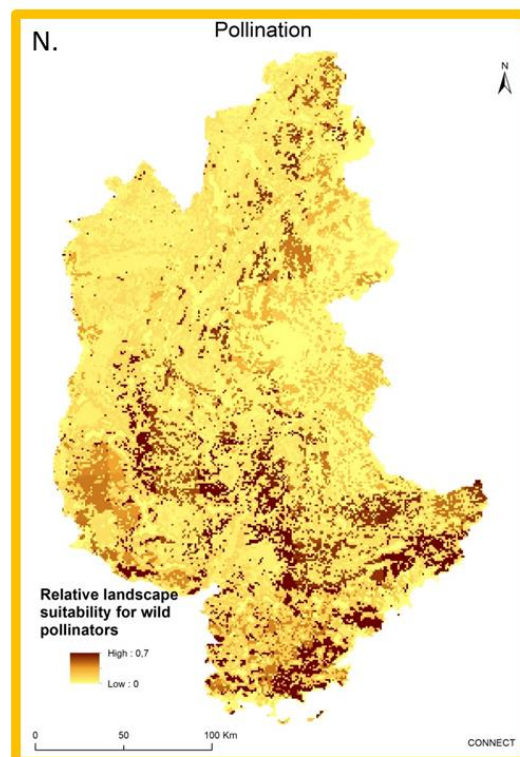 N.
Pollination
N
Relative landscape
suitability for wild
pollinators
High : 0,7
Low : 0
0 50 100 Km
CONNECT